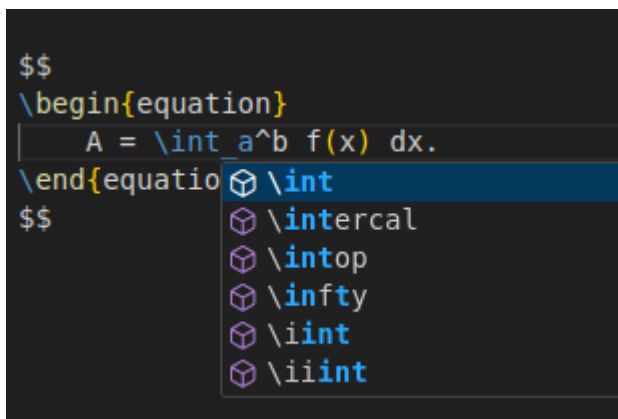 $$
\begin{equation}
A = \int_a^b f(x) dx.
\end{equatio
$$
\int
\intercal
\intop
\infty
\iint
\iiint